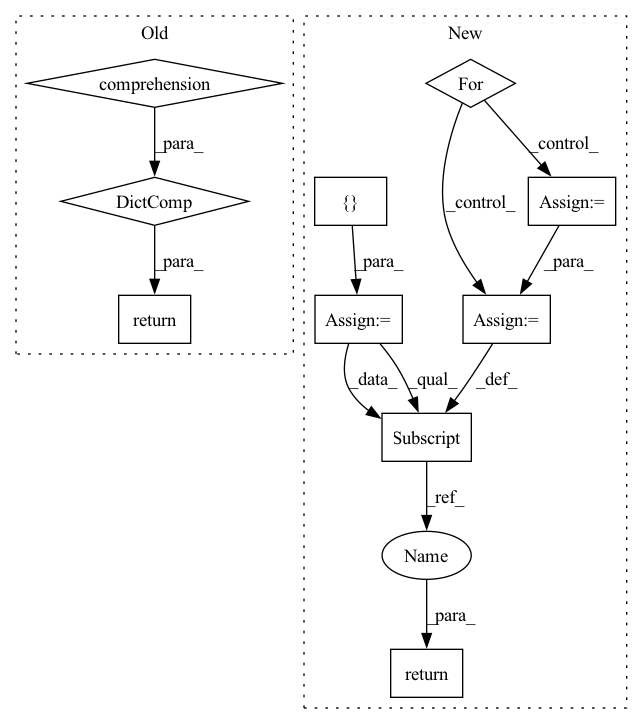 Old
New
comprehension
For
_para_
_control_
DictComp
{}
_control_
Assign:=
_para_
_para_
_para_
return
Assign:=
Assign:=
_data_
_qual_
_def_
Subscript
_ref_
Name
_para_
return